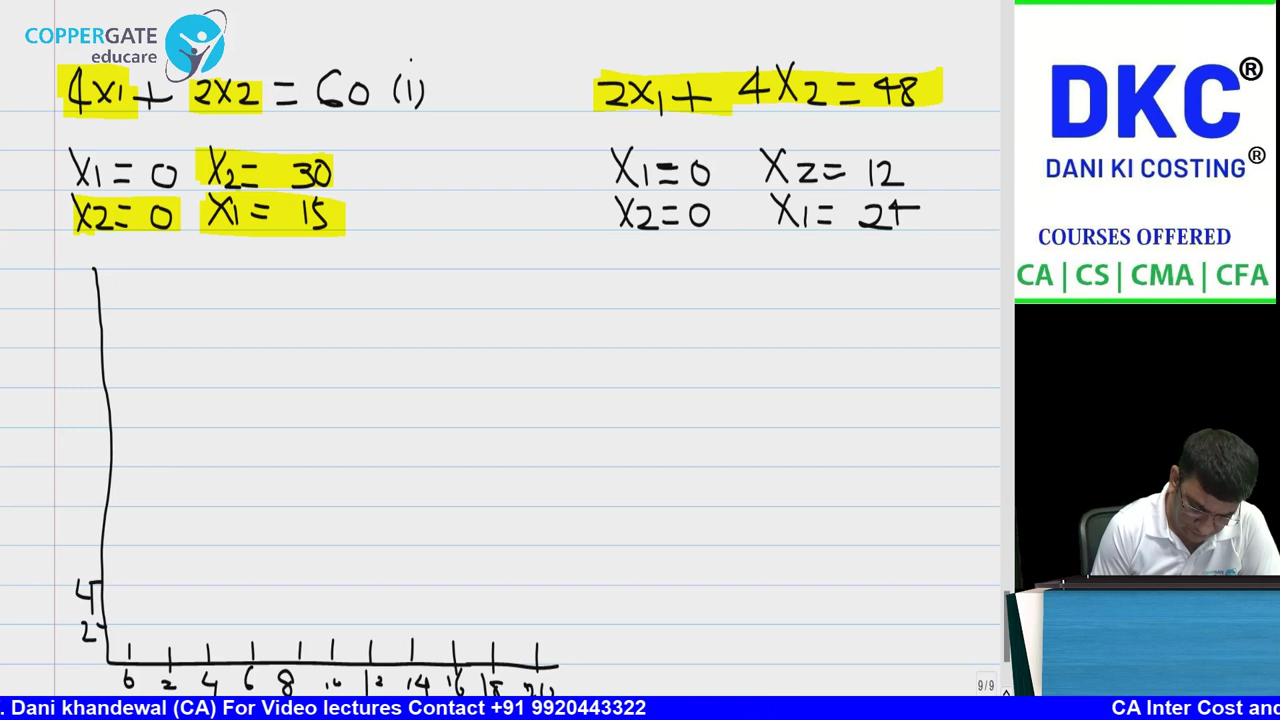 COPPERGATE
educare
4X1 + 2X2 = 60 (i)
X1 = 0 X2 = 30
X2 = 0 X1 = 15
2X1 + 4X2 = 48
X1 = 0 X2 = 12
X2 = 0 X1 = 24
4
2
0 2 4 6 8 10 12 14 16 18
9/9
DKC®
DANI KI COSTING®
COURSES OFFERED
CA | CS | CMA | CFA
. Dani khandewal (CA) For Video lectures Contact +91 9920443322
CA Inter Cost and